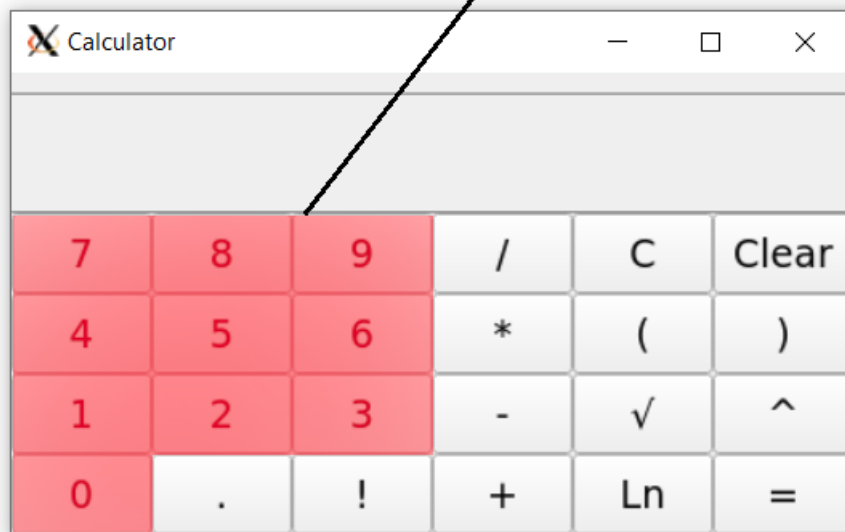 Calculator
7 8 9 / C Clear
4 5 6 * ( )
1 2 3 - √ ^
0 . ! + Ln =